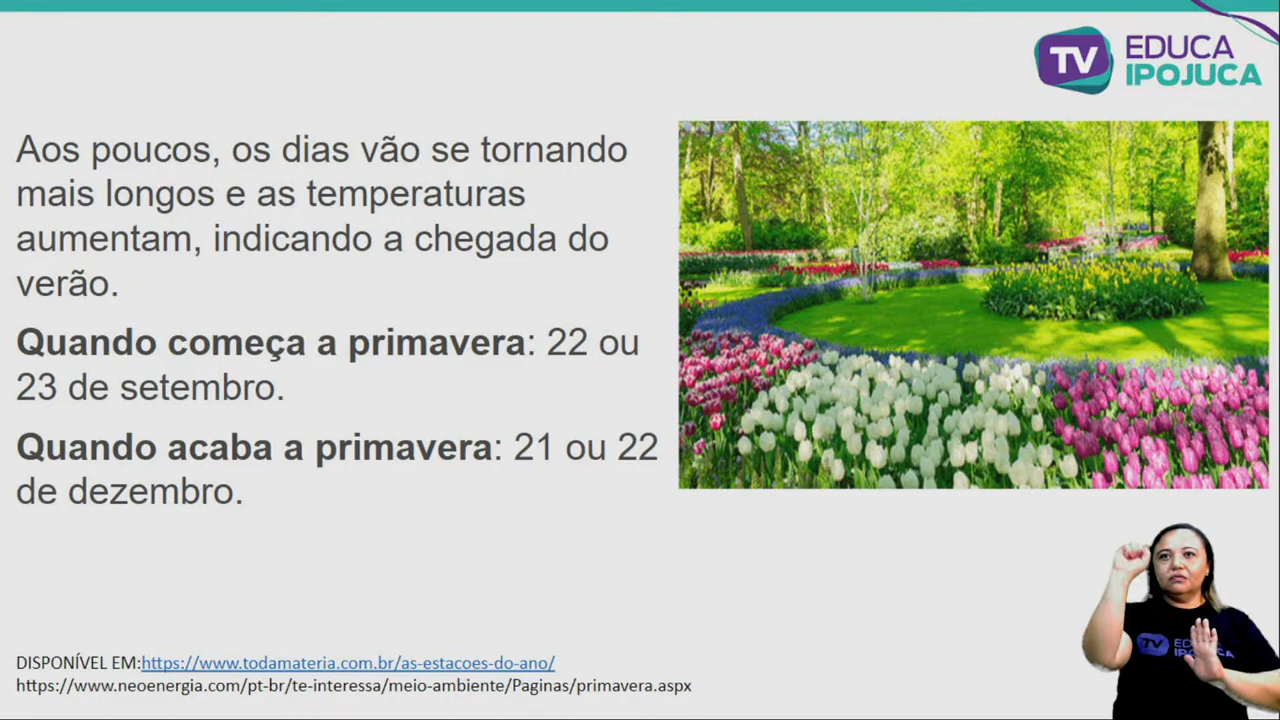 TV EDUCA
IPOJUCA
Aos poucos, os dias vão se tornando
mais longos e as temperaturas
aumentam, indicando a chegada do
verão.
Quando começa a primavera: 22 ou
23 de setembro.
Quando acaba a primavera: 21 ou 22
de dezembro.
TV EDUCA
IPOJUCA
DISPONÍVEL EM:https://www.todamateria.com.br/as-estacoes-do-ano/
https://www.neoenergia.com/pt-br/te-interessa/meio-ambiente/Paginas/primavera.aspx